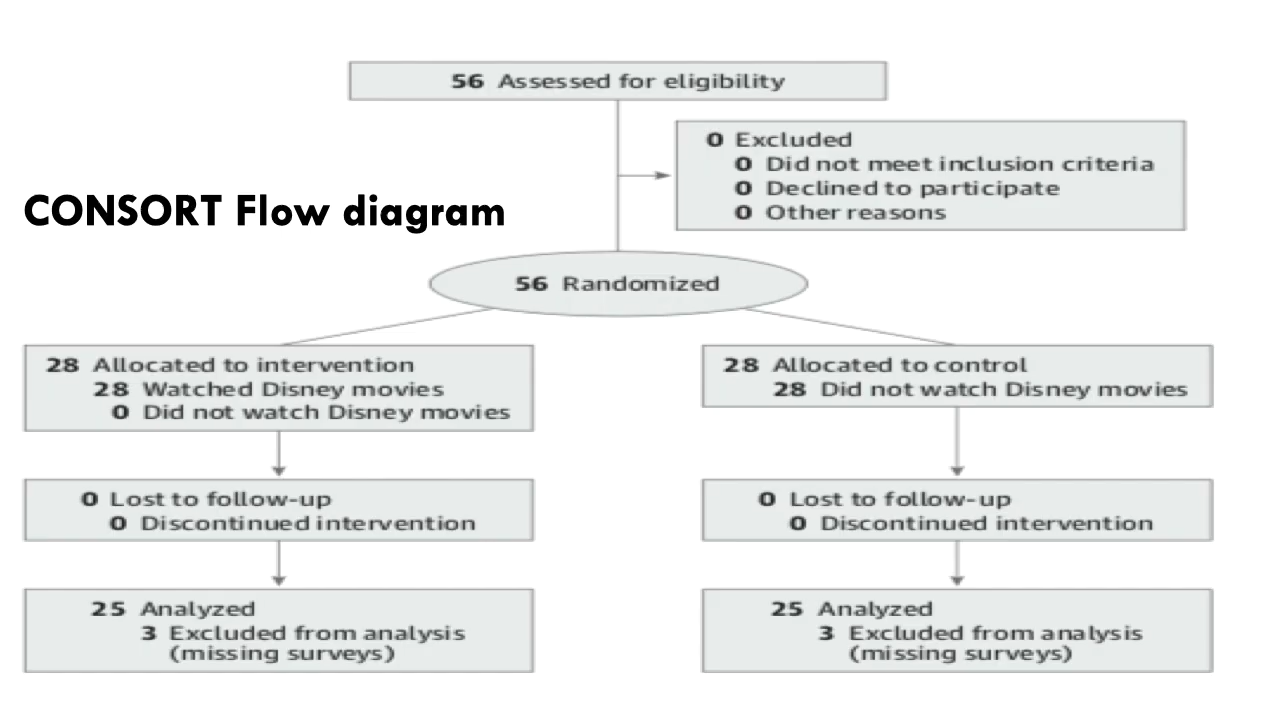 56 Assessed for eligibility
0 Excluded
0 Did not meet inclusion criteria
0 Declined to participate
0 Other reasons
CONSORT Flow diagram
56 Randomized
28 Allocated to intervention
28 Watched Disney movies
0 Did not watch Disney movies
28 Allocated to control
28 Did not watch Disney movies
0 Lost to follow-up
0 Discontinued intervention
0 Lost to follow-up
0 Discontinued intervention
25 Analyzed
3 Excluded from analysis
(missing surveys)
25 Analyzed
3 Excluded from analysis
(missing surveys)